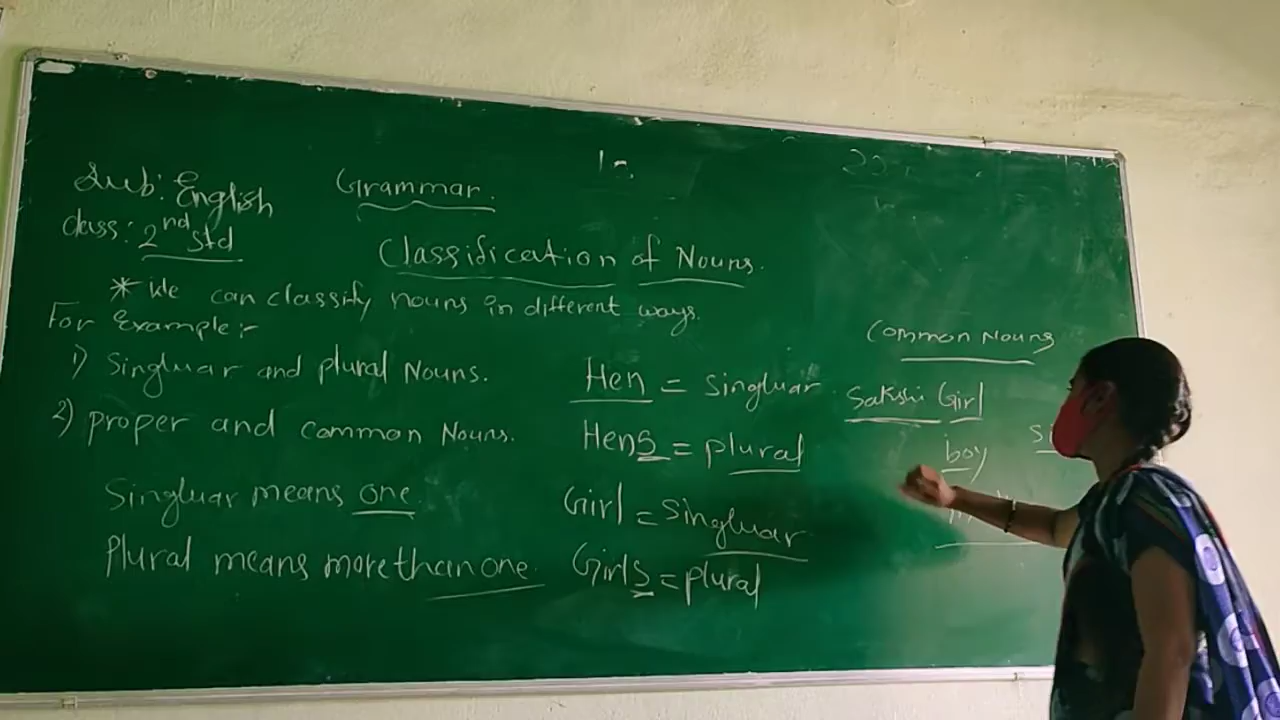 Sub: English
Grammar.
Class: 2nd Std
Classification of Nouns.
* We can classify nouns in different ways.
For Example:-
1) Singluar and plural Nouns.
2) proper and common Nouns.
Singluar means one.
Plural means more than one.
Hen = singluar
Hens = plural
Girl = singluar
Girls = plural
Common Nouns
Sakshi Girl
boy